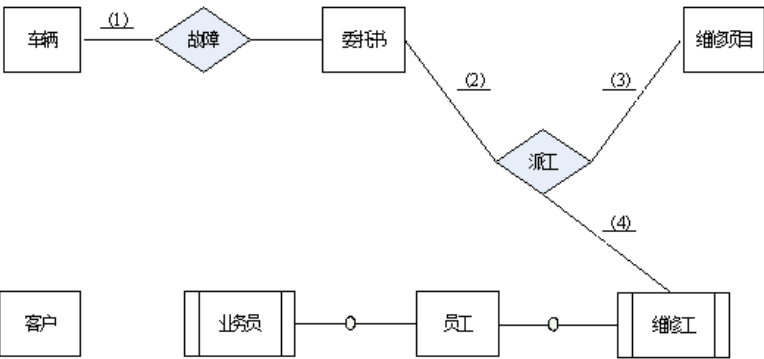 车辆
(1)
故障
委托书
(2)
(3)
维修项目
派工
(4)
客户
业务员
员工
维修工